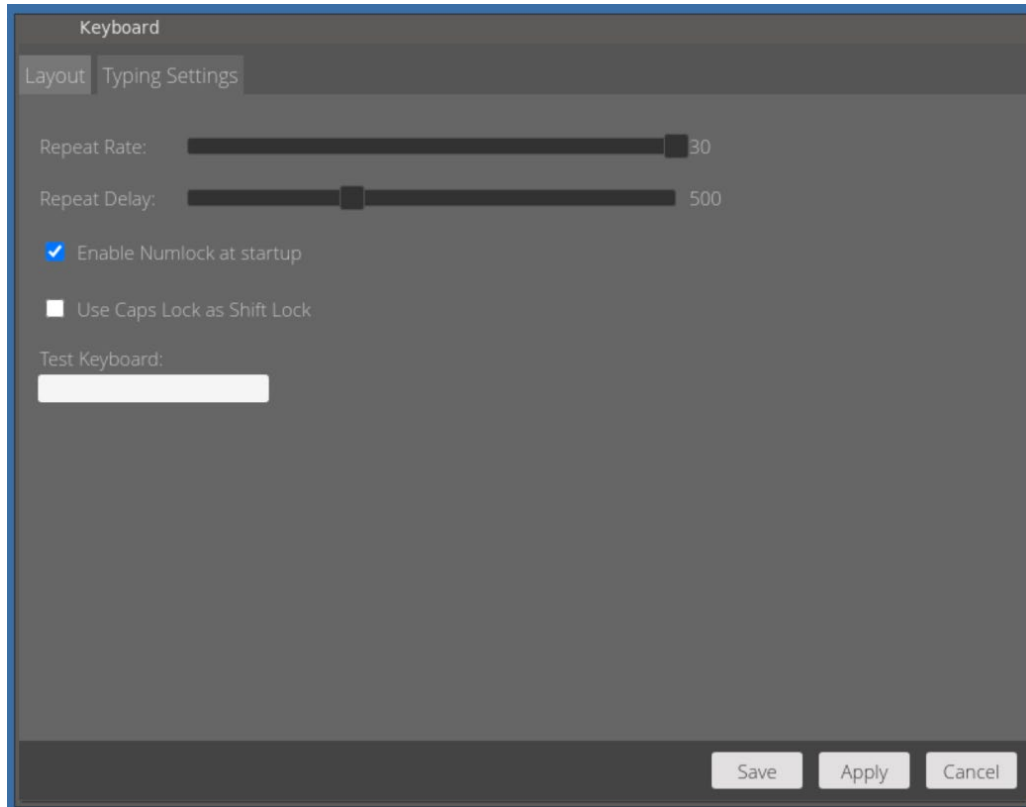 Keyboard
Layout Typing Settings
Repeat Rate: 30
Repeat Delay: 500
Enable Numlock at startup
Use Caps Lock as Shift Lock
Test Keyboard:
Save Apply Cancel